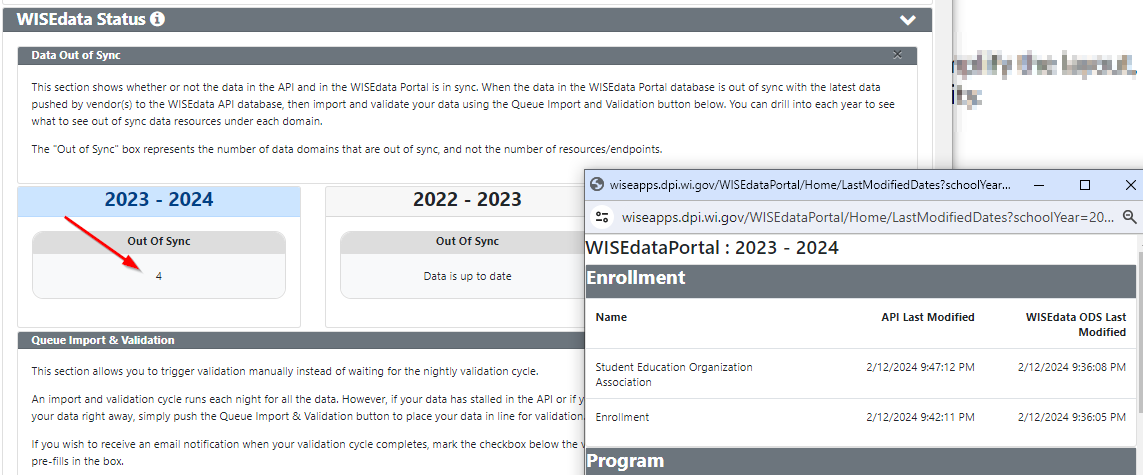 WISEdata Status
Data Out of Sync
This section shows whether or not the data in the API and in the WISEdata Portal is in sync. When the data in the WISEdata Portal database is out of sync with the latest data
pushed by vendor(s) to the WISEdata API database, then import and validate your data using the Queue Import and Validation button below. You can drill into each year to see
what to see out of sync data resources under each domain.
The "Out of Sync" box represents the number of data domains that are out of sync, and not the number of resources/endpoints.
2023 - 2024
Out Of Sync
4
2022 - 2023
Out Of Sync
Data is up to date
Queue Import & Validation
This section allows you to trigger validation manually instead of waiting for the nightly validation cycle.
An import and validation cycle runs each night for all the data. However, if your data has stalled in the API or if
your data right away, simply push the Queue Import & Validation button to place your data in line for validation.
If you wish to receive an email notification when your validation cycle completes, mark the checkbox below the
pre-fills in the box.
wiseapps.dpi.wi.gov/WISEdataPortal/Home/LastModifiedDates?schoolYear...
wiseapps.dpi.wi.gov/WISEdataPortal/Home/LastModifiedDates?schoolYear=20...
WISEdataPortal : 2023 - 2024
Enrollment
Name API Last Modified WISEdata ODS Last
Modified
Student Education Organization 2/12/2024 9:47:12 PM 2/12/2024 9:36:08 PM
Association
Enrollment 2/12/2024 9:42:11 PM 2/12/2024 9:36:05 PM
Program
the layout,